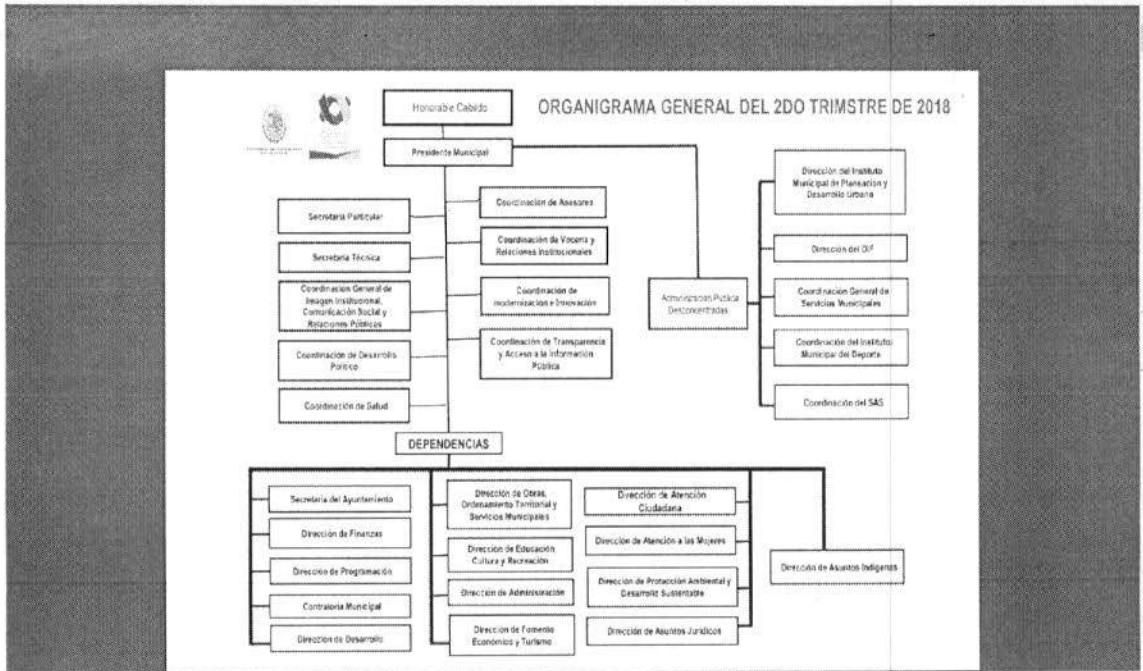 Honorable Cabildo
ORGANIGRAMA GENERAL DEL 2DO TRIMSTRE DE 2018
Presidente Municipal
Secretaría Particular
Secretaría Técnica
Coordinación General de
Imagen Institucional,
Comunicación Social y
Relaciones Públicas
Coordinación de Desarrollo
Político
Coordinación de Salud
Coordinación de Asesores
Coordinación de Vocería y
Relaciones Institucionales
Coordinación de
modernización e Innovación
Coordinación de Transparencia
y Acceso a la Información
Pública
Administración Pública
Desconcentradas
Dirección del Instituto
Municipal de Planeación y
Desarrollo Urbano
Dirección del DIF
Coordinación General de
Servicios Municipales
Coordinación del Instituto
Municipal del Deporte
Coordinación del SAS
DEPENDENCIAS
Secretaría del Ayuntamiento
Dirección de Finanzas
Dirección de Programación
Contraloría Municipal
Dirección de Desarrollo
Dirección de Obras,
Ordenamiento Territorial y
Servicios Municipales
Dirección de Educación
Cultura y Recreación
Dirección de Administración
Dirección de Fomento
Económico y Turismo
Dirección de Atención
Ciudadana
Dirección de Atención a las Mujeres
Dirección de Protección Ambiental y
Desarrollo Sustentable
Dirección de Asuntos Jurídicos
Dirección de Asuntos Indígenas